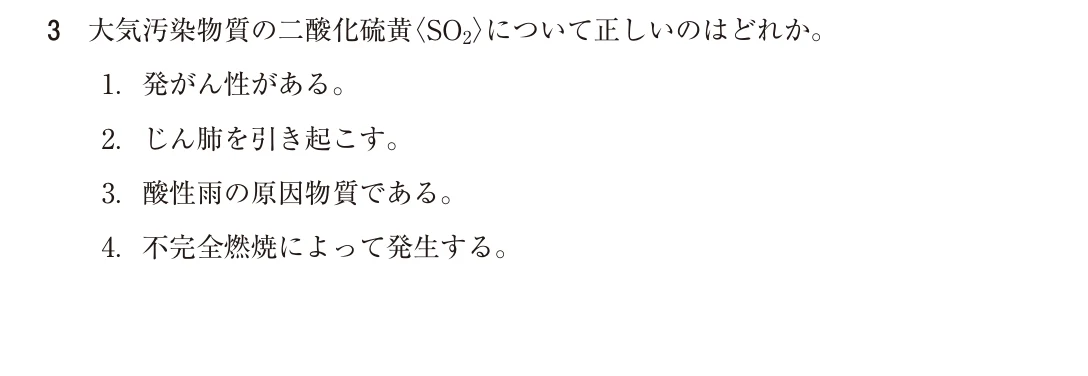 3 大気汚染物質の二酸化硫黄〈SO₂〉について正しいのはどれか。
1. 発がん性がある。
2. じん肺を引き起こす。
3. 酸性雨の原因物質である。
4. 不完全燃焼によって発生する。